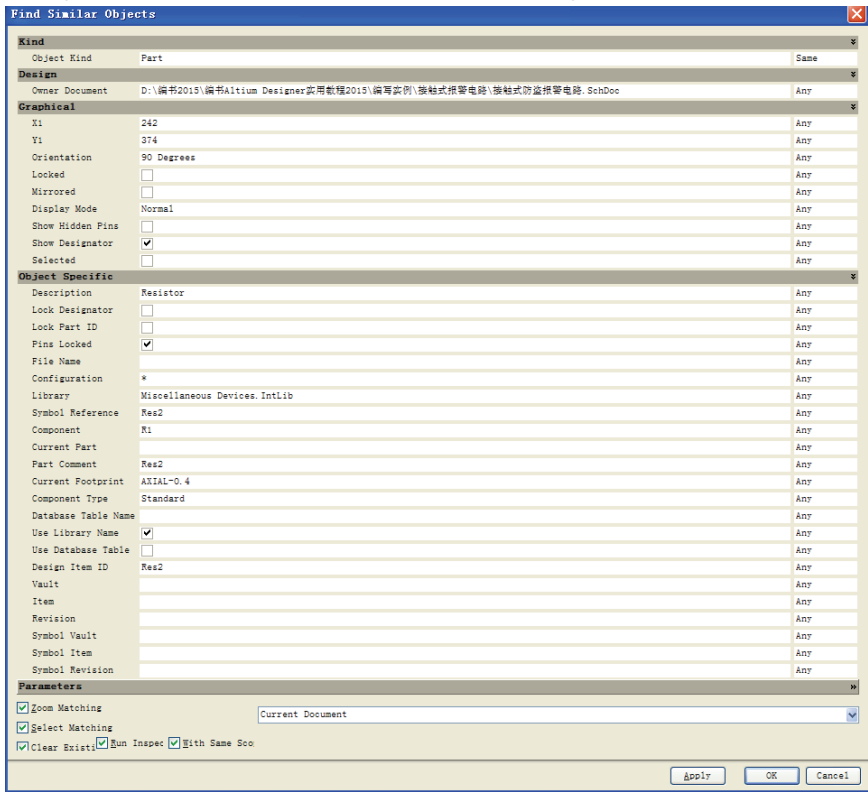 Find Similar Objects
Kind
Object Kind Part Same
Design
Owner Document D:\编书2015\编书Altium Designer实用教程2015\编写实例\接触式报警电路\接触式防盗报警电路.SchDoc Any
Graphical
X1 242 Any
Y1 374 Any
Orientation 90 Degrees Any
Locked Any
Mirrored Any
Display Mode Normal Any
Show Hidden Pins Any
Show Designator Any
Selected Any
Object Specific
Description Resistor Any
Lock Designator Any
Lock Part ID Any
Pins Locked Any
File Name Any
Configuration * Any
Library Miscellaneous Devices.IntLib Any
Symbol Reference Res2 Any
Component R1 Any
Current Part Any
Part Comment Res2 Any
Current Footprint AXIAL-0.4 Any
Component Type Standard Any
Database Table Name Any
Use Library Name Any
Use Database Table Any
Design Item ID Res2 Any
Vault Any
Item Any
Revision Any
Symbol Vault Any
Symbol Item Any
Symbol Revision Any
Parameters
Zoom Matching
Current Document
Select Matching
Clear Existi Run Inspec With Same Sco
Apply OK Cancel